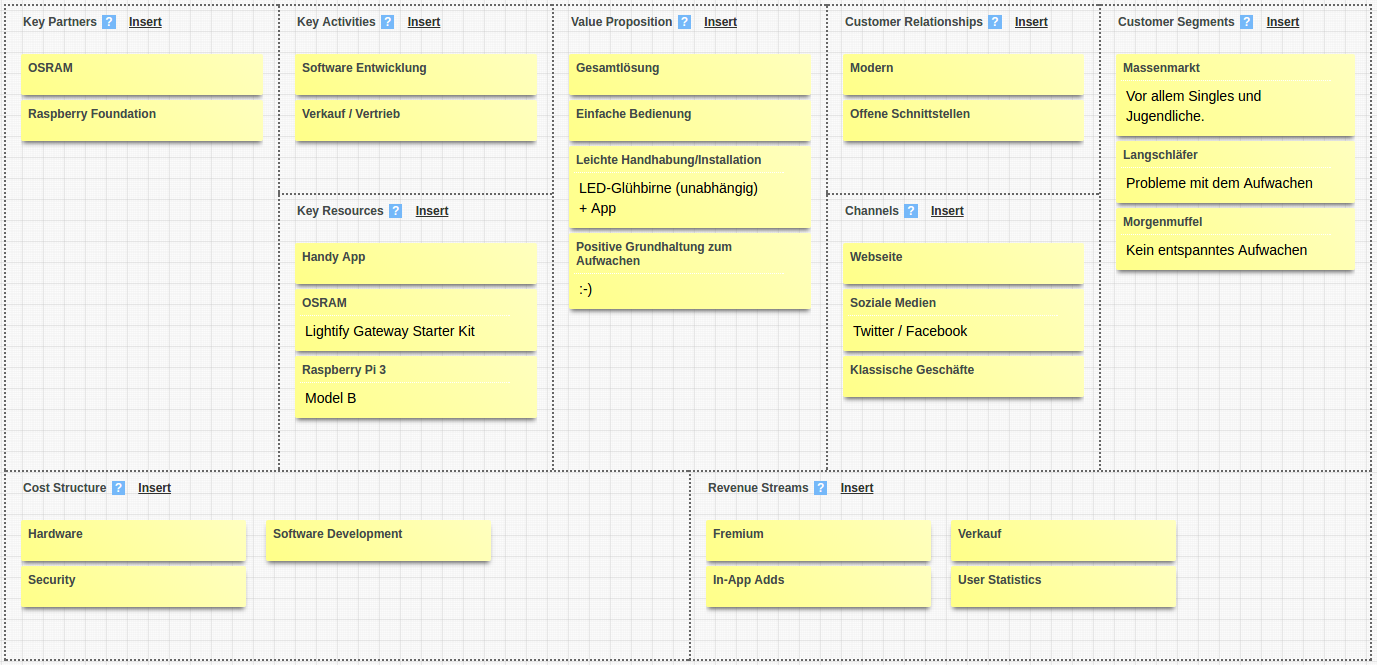 Key Partners ? Insert
OSRAM
Raspberry Foundation
Key Activities ? Insert
Software Entwicklung
Verkauf / Vertrieb
Key Resources ? Insert
Handy App
OSRAM
Lightify Gateway Starter Kit
Raspberry Pi 3
Model B
Value Proposition ? Insert
Gesamtlösung
Einfache Bedienung
Leichte Handhabung/Installation
LED-Glühbirne (unabhängig)
+ App
Positive Grundhaltung zum
Aufwachen
:-)
Customer Relationships ? Insert
Modern
Offene Schnittstellen
Channels ? Insert
Webseite
Soziale Medien
Twitter / Facebook
Klassische Geschäfte
Customer Segments ? Insert
Massenmarkt
Vor allem Singles und
Jugendliche.
Langschläfer
Probleme mit dem Aufwachen
Morgenmuffel
Kein entspanntes Aufwachen
Cost Structure ? Insert
Hardware
Software Development
Security
Revenue Streams ? Insert
Fremium
Verkauf
In-App Adds
User Statistics